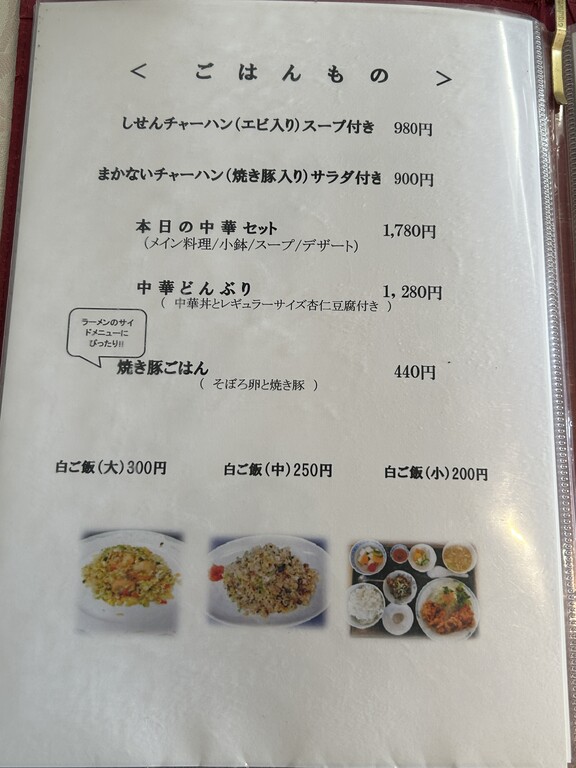 ＜ ごはんもの ＞
しせんチャーハン(エビ入り)スープ付き 980円
まかないチャーハン(焼き豚入り)サラダ付き 900円
本日の中華セット 1,780円
(メイン料理/小鉢/スープ/デザート)
中華どんぶり 1,280円
( 中華丼とレギュラーサイズ杏仁豆腐付き )
ラーメンのサイ
ドメニューに
ぴったり!!
焼き豚ごはん 440円
( そぼろ卵と焼き豚 )
白ご飯(大)300円 白ご飯(中)250円 白ご飯(小)200円